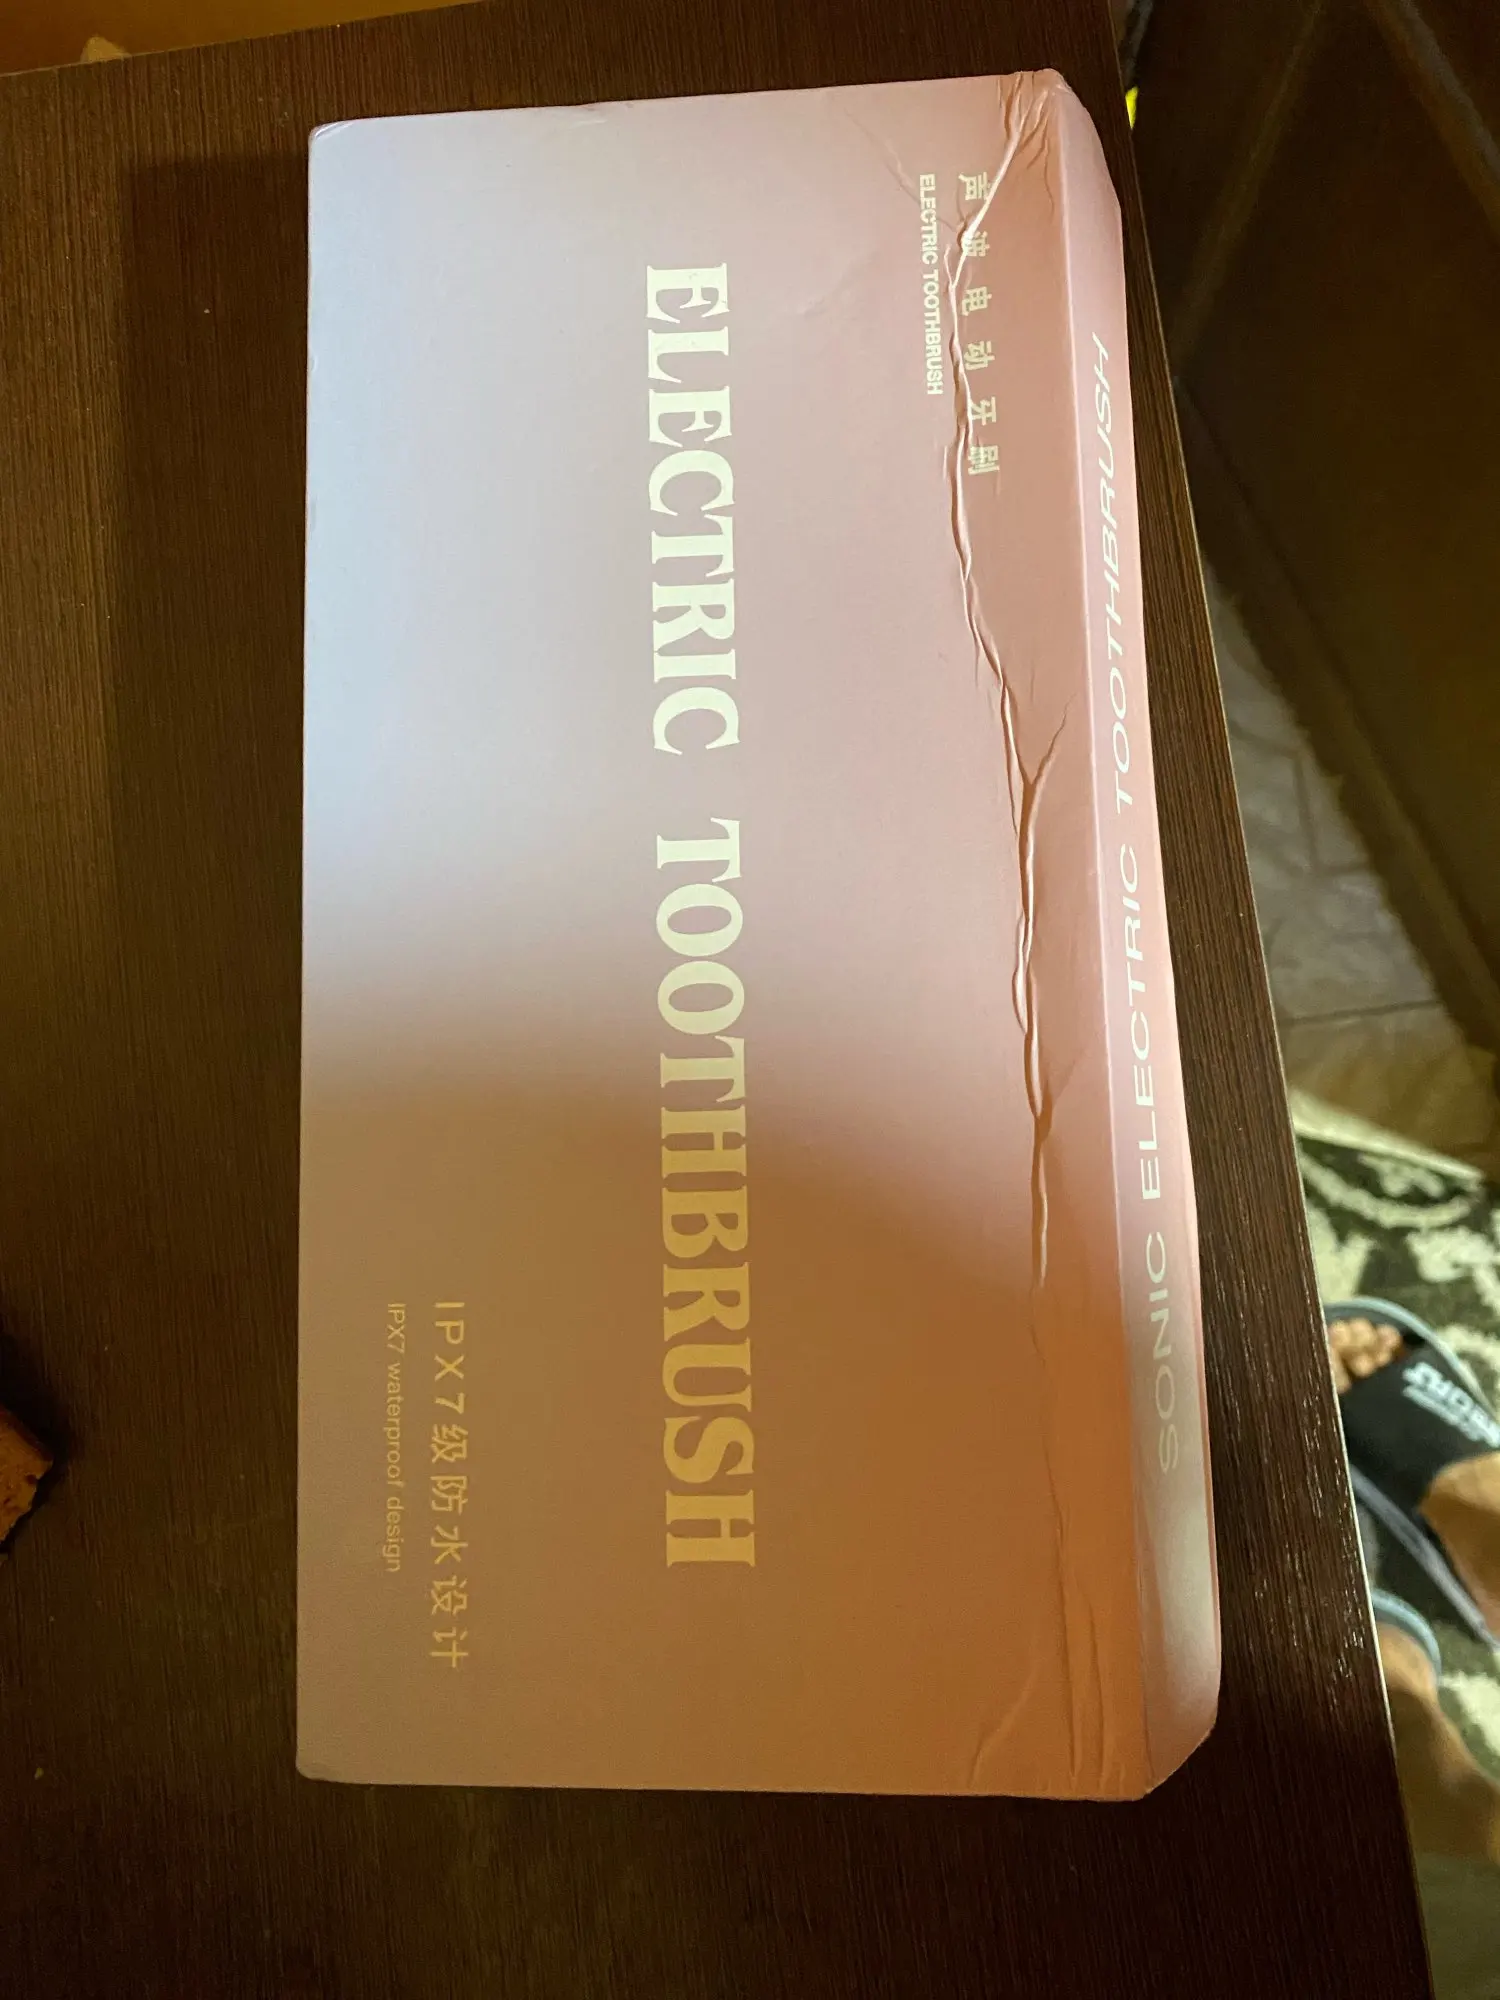 声波电动牙刷
ELECTRIC TOOTHBRUSH
ELECTRIC TOOTHBRUSH
IPX7级防水设计
IPX7 waterproof design
SONIC ELECTRIC TOOTHBRUSH